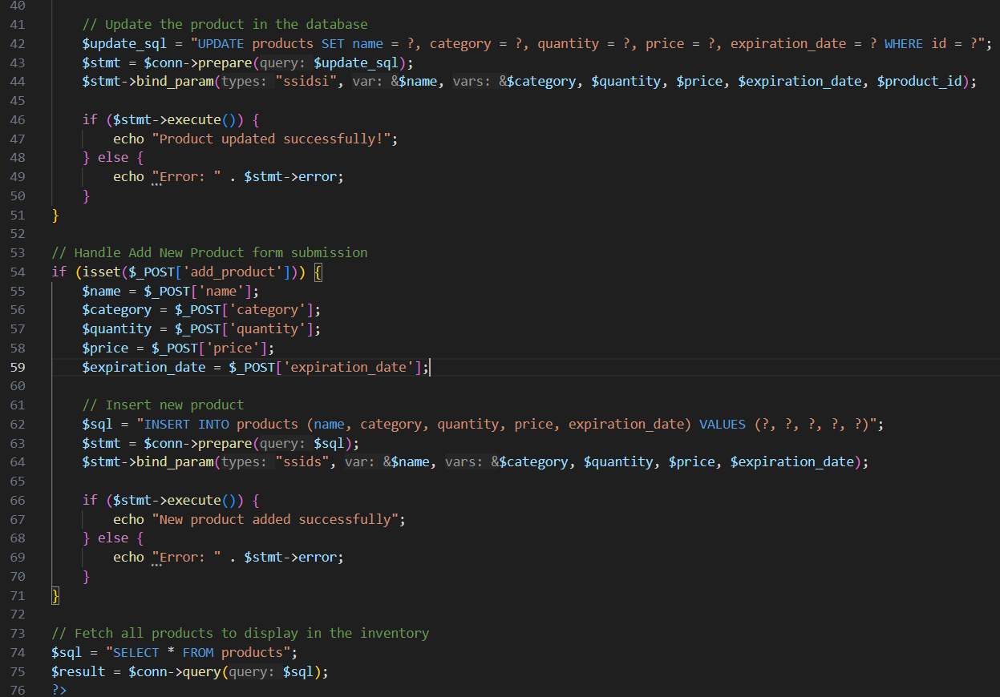 40
41 // Update the product in the database
42 $update_sql = "UPDATE products SET name = ?, category = ?, quantity = ?, price = ?, expiration_date = ? WHERE id = ?";
43 $stmt = $conn->prepare(query: $update_sql);
44 $stmt->bind_param(types: "ssidsi", var: &$name, vars: &$category, $quantity, $price, $expiration_date, $product_id);
45
46 if ($stmt->execute()) {
47 echo "Product updated successfully!";
48 } else {
49 echo "Error: " . $stmt->error;
50 }
51 }
52
53 // Handle Add New Product form submission
54 if (isset($_POST['add_product'])) {
55 $name = $_POST['name'];
56 $category = $_POST['category'];
57 $quantity = $_POST['quantity'];
58 $price = $_POST['price'];
59 $expiration_date = $_POST['expiration_date'];
60
61 // Insert new product
62 $sql = "INSERT INTO products (name, category, quantity, price, expiration_date) VALUES (?, ?, ?, ?, ?)";
63 $stmt = $conn->prepare(query: $sql);
64 $stmt->bind_param(types: "ssids", var: &$name, vars: &$category, $quantity, $price, $expiration_date);
65
66 if ($stmt->execute()) {
67 echo "New product added successfully";
68 } else {
69 echo "Error: " . $stmt->error;
70 }
71 }
72
73 // Fetch all products to display in the inventory
74 $sql = "SELECT * FROM products";
75 $result = $conn->query(query: $sql);
76 ?>